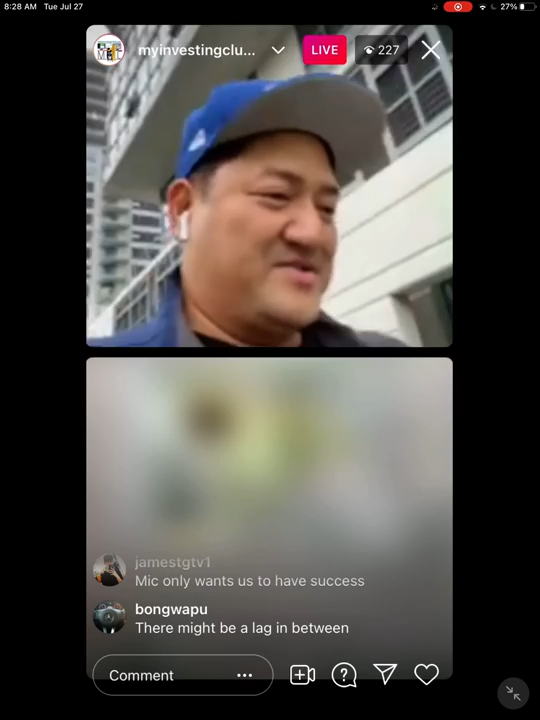 8:28 AM Tue Jul 27
27%
myinvestingclu...
LIVE
227
jamestgtv1
Mic only wants us to have success
bongwapu
There might be a lag in between
Comment